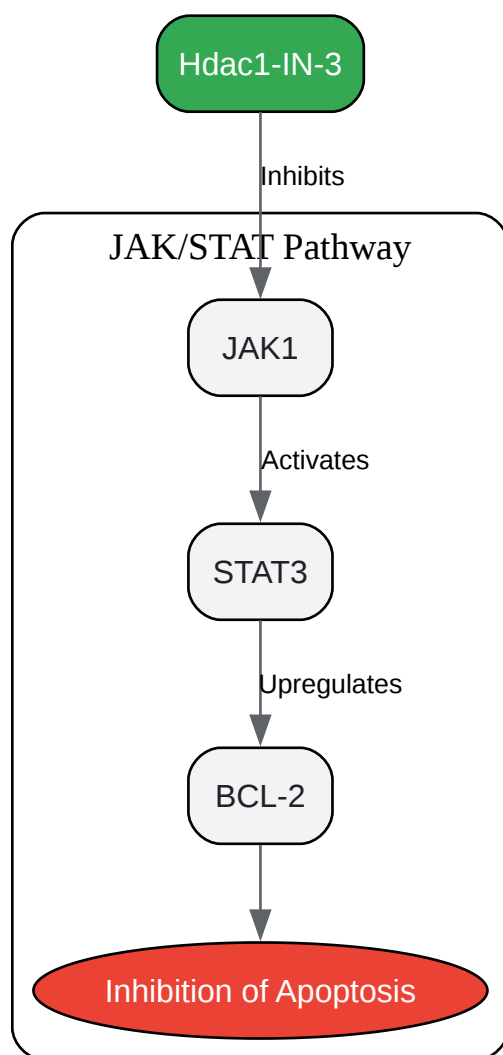 Hdac1-IN-3
Inhibits
JAK/STAT Pathway
JAK1
Activates
STAT3
Upregulates
BCL-2
Inhibition of Apoptosis